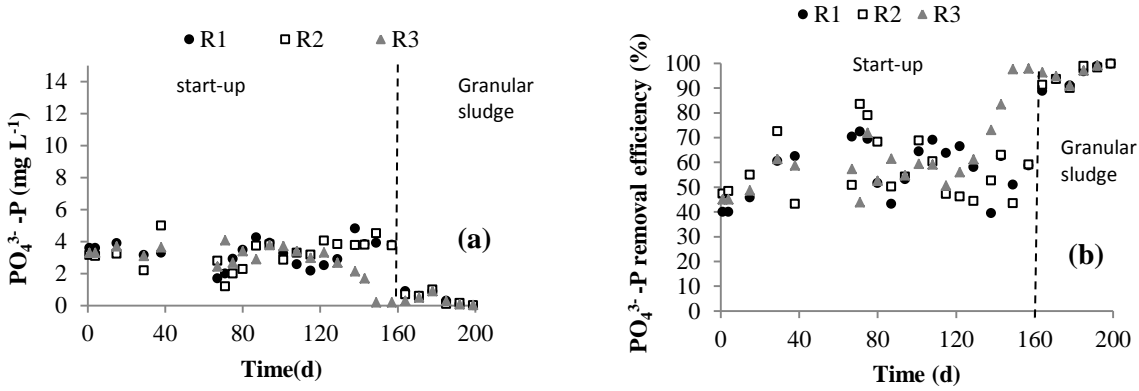 R1 R2 R3
start-up
Granular
sludge
PO₄³⁻-P (mg L⁻¹)
14
12
10
8
6
4
2
0
(a)
0 40 80 120 160 200
Time(d)
R1 R2 R3
Start-up
PO₄³⁻-P removal efficiency (%)
100
90
80
70
60
50
40
30
20
10
0
Granular
sludge
(b)
0 40 80 120 160 200
Time (d)